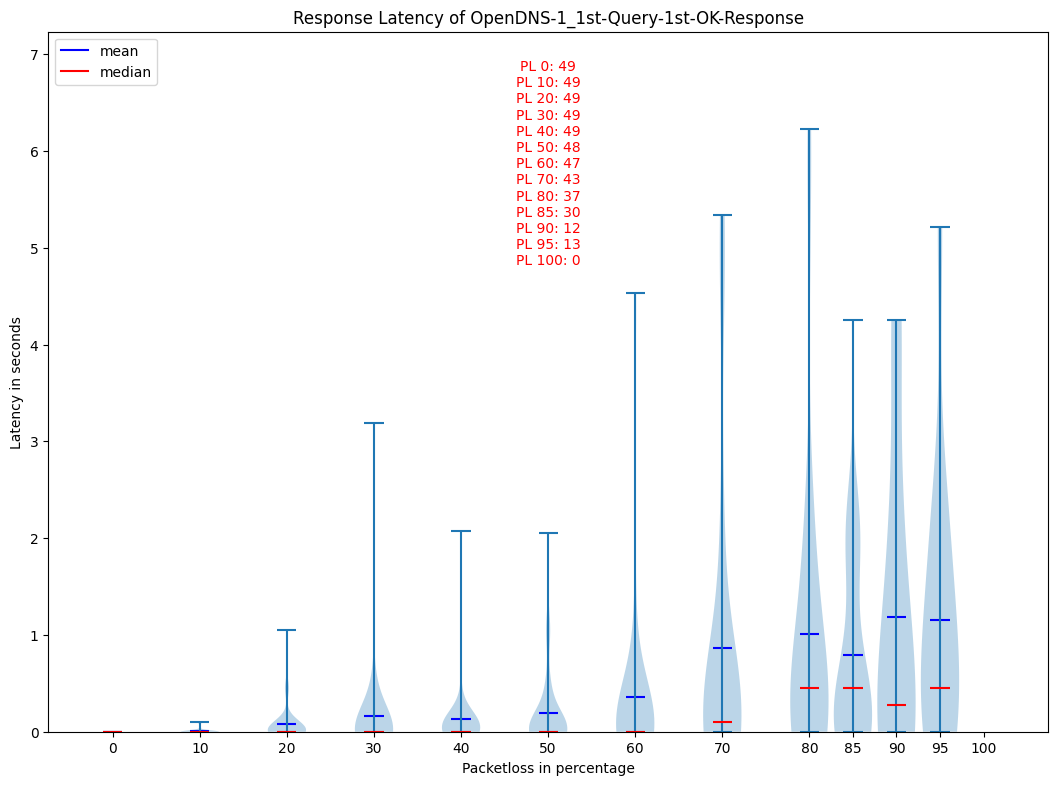 Response Latency of OpenDNS-1_1st-Query-1st-OK-Response
mean
median
PL 0: 49
PL 10: 49
PL 20: 49
PL 30: 49
PL 40: 49
PL 50: 48
PL 60: 47
PL 70: 43
PL 80: 37
PL 85: 30
PL 90: 12
PL 95: 13
PL 100: 0
7
6
5
4
3
2
1
0
Latency in seconds
0 10 20 30 40 50 60 70 80 85 90 95 100
Packetloss in percentage